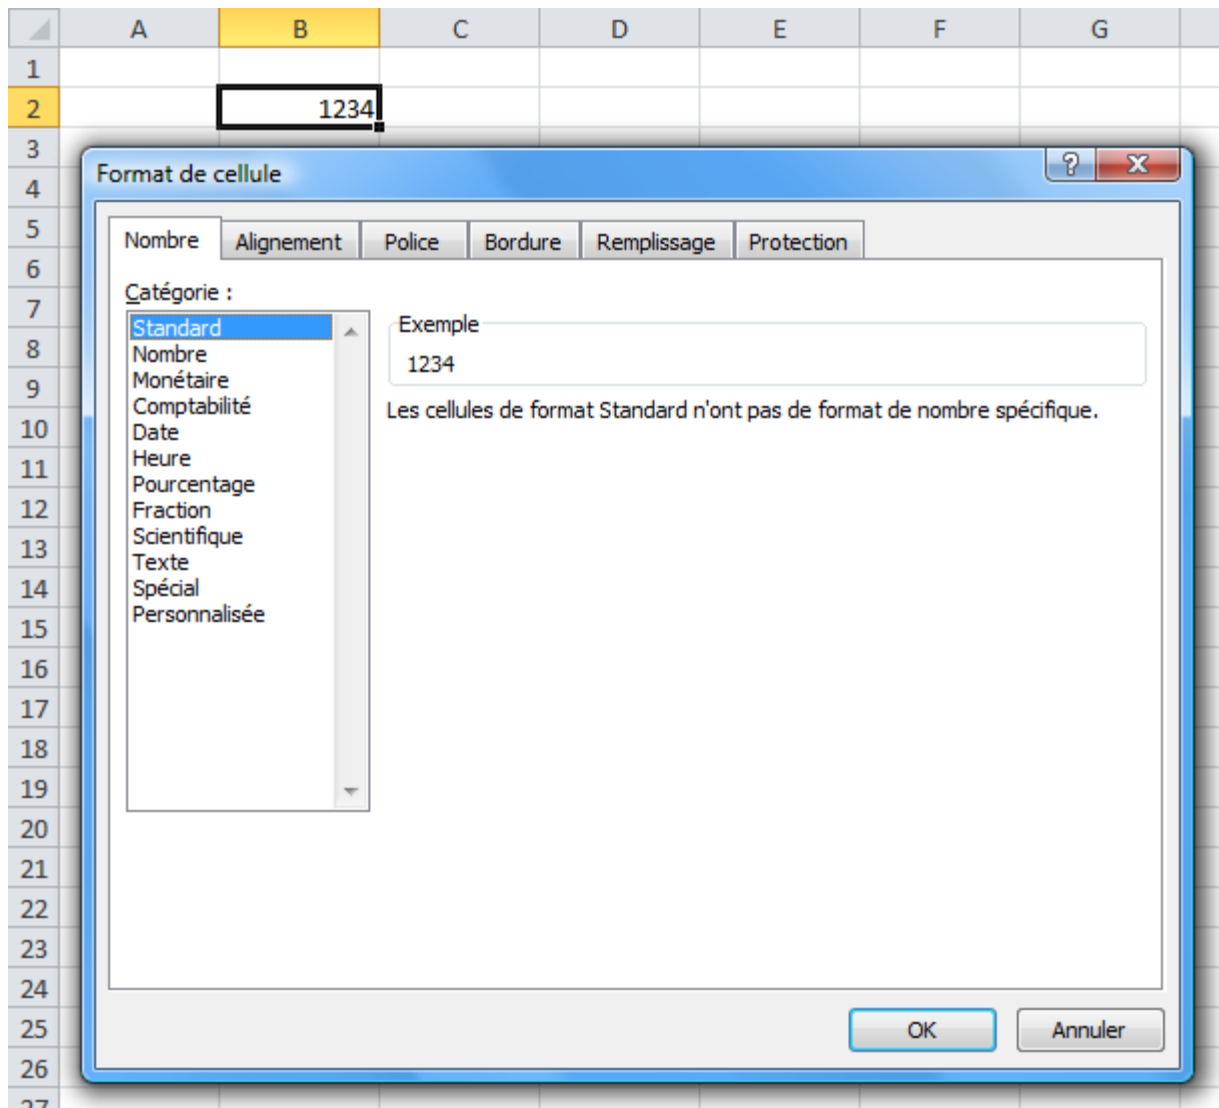 A B C D E F G
1
2 1234
3
Format de cellule
4
5
Nombre Alignement Police Bordure Remplissage Protection
6
Catégorie :
7
Standard Exemple
8
Nombre 1234
Monétaire
9
Comptabilité Les cellules de format Standard n'ont pas de format de nombre spécifique.
10
Date
Heure
11
Pourcentage
12
Fraction
Scientifique
13
Texte
14
Spécial
Personnalisée
15
16
17
18
19
20
21
22
23
24
25 OK Annuler
26
27